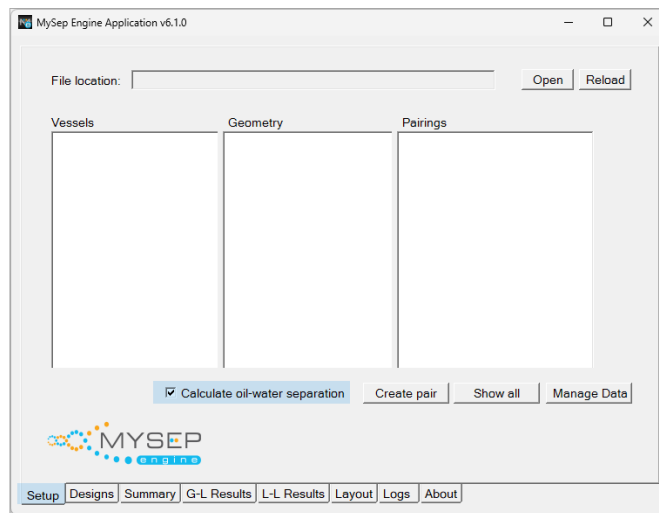 MySep Engine Application v6.1.0
File location:
Open
Reload
Vessels
Geometry
Pairings
Calculate oil-water separation
Create pair
Show all
Manage Data
MYSEP
engine
Setup
Designs
Summary
G-L Results
L-L Results
Layout
Logs
About